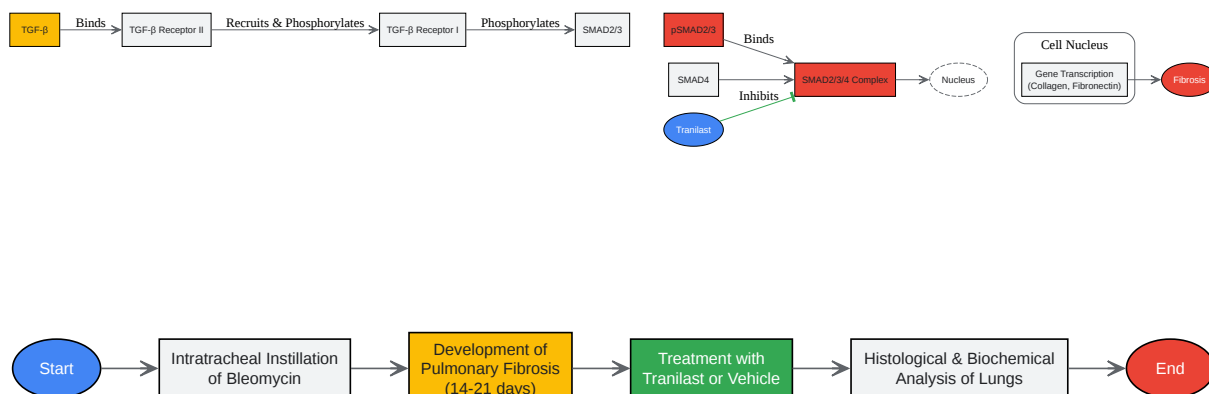 TGF-β
Binds
TGF-β Receptor II
Recruits & Phosphorylates
TGF-β Receptor I
Phosphorylates
SMAD2/3
pSMAD2/3
Binds
SMAD4
Inhibits
Tranilast
SMAD2/3/4 Complex
Nucleus
Cell Nucleus
Gene Transcription
(Collagen, Fibronectin)
Fibrosis
Start
Intratracheal Instillation
of Bleomycin
Development of
Pulmonary Fibrosis
(14-21 days)
Treatment with
Tranilast or Vehicle
Histological & Biochemical
Analysis of Lungs
End